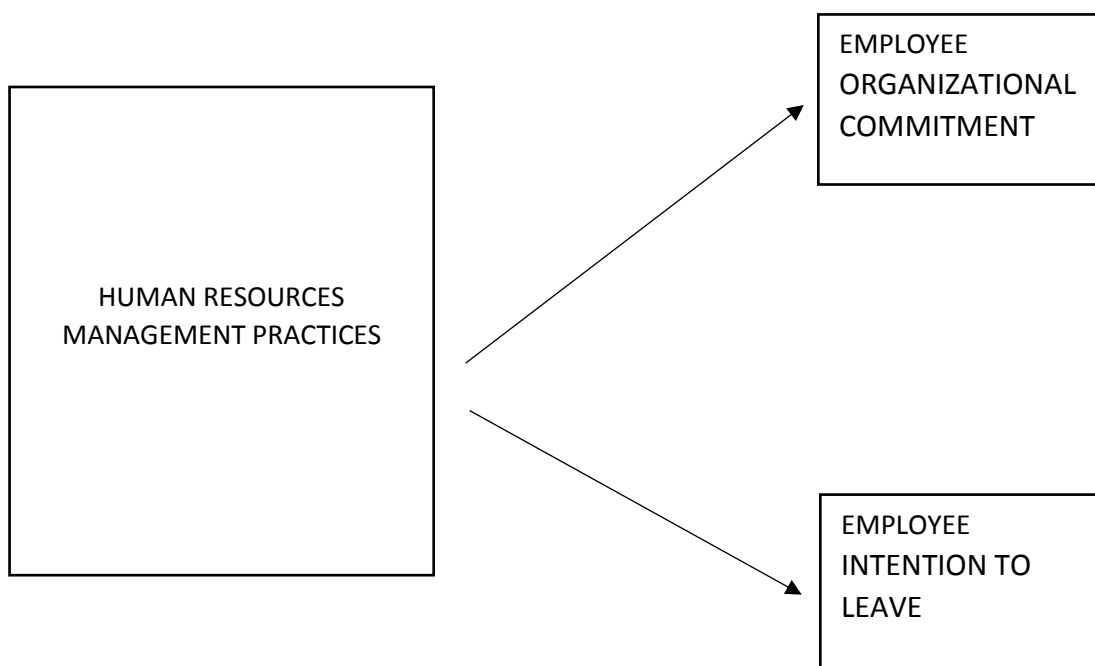 HUMAN RESOURCES
MANAGEMENT PRACTICES
EMPLOYEE
ORGANIZATIONAL
COMMITMENT
EMPLOYEE
INTENTION TO
LEAVE